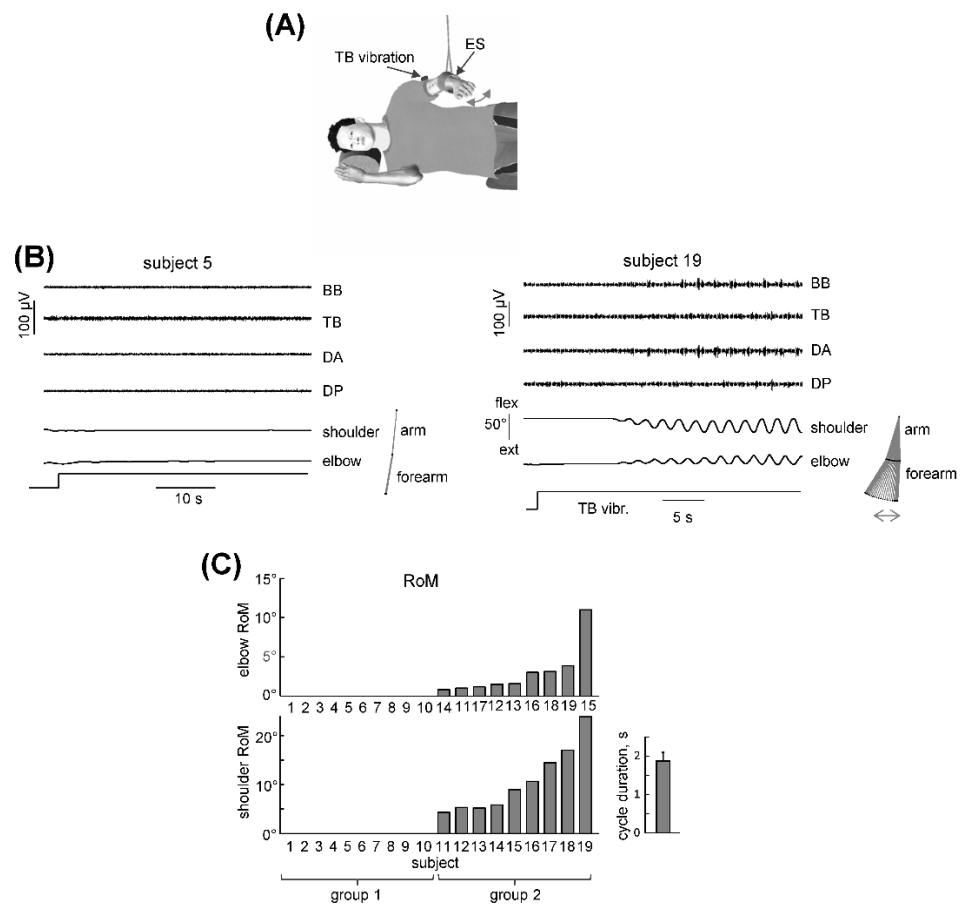 (A)
ES
TB vibration
(B)
subject 5
BB
100 µV
TB
DA
DP
shoulder
arm
elbow
forearm
10 s
subject 19
BB
100 µV
TB
DA
DP
flex
50°
ext
shoulder
arm
elbow
forearm
TB vibr.
5 s
(C)
RoM
elbow RoM
15°
10°
5°
0°
1 2 3 4 5 6 7 8 9 10 14 11 17 12 13 16 18 19 15
shoulder RoM
20°
10°
0°
1 2 3 4 5 6 7 8 9 10 11 12 13 14 15 16 17 18 19
subject
group 1
group 2
cycle duration, s
2
1
0